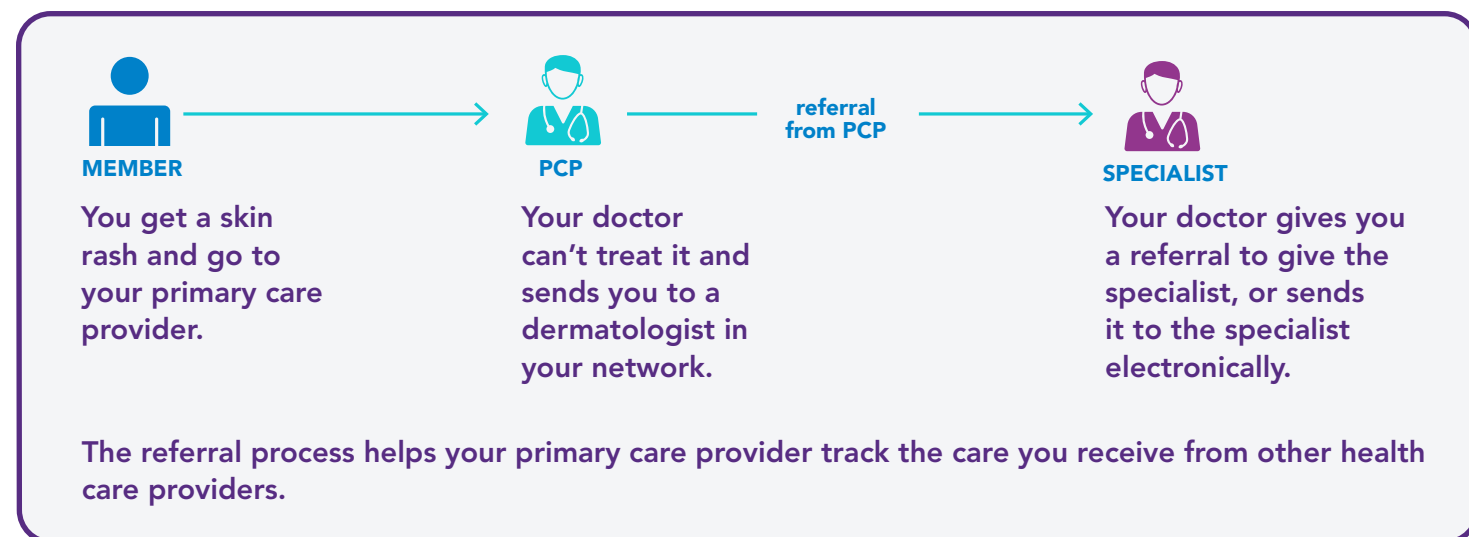 referral
from PCP
MEMBER
PCP
SPECIALIST
You get a skin
rash and go to
your primary care
provider.
Your doctor
can’t treat it and
sends you to a
dermatologist in
your network.
Your doctor gives you
a referral to give the
specialist, or sends
it to the specialist
electronically.
The referral process helps your primary care provider track the care you receive from other health
care providers.